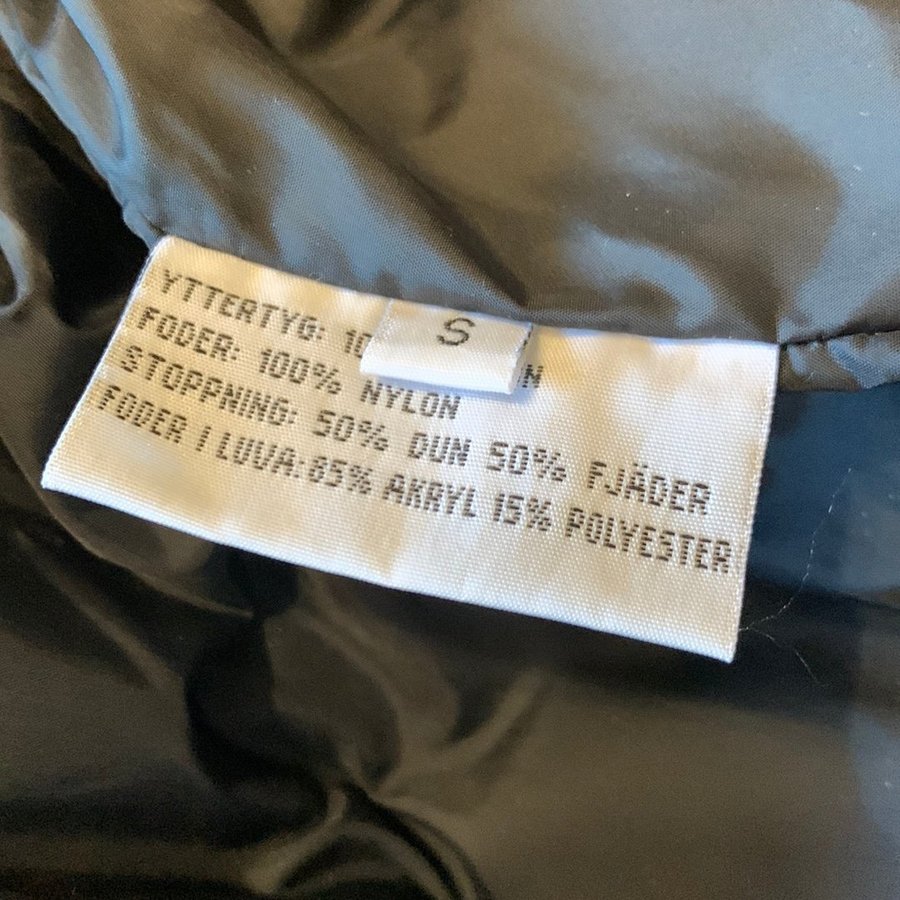 YTTERTYG: 10
S
FODER: 100% NYLON
STOPPNING: 50% DUN 50% FJÄDER
FODER I LUVA: 85% AKRYL 15% POLYESTER